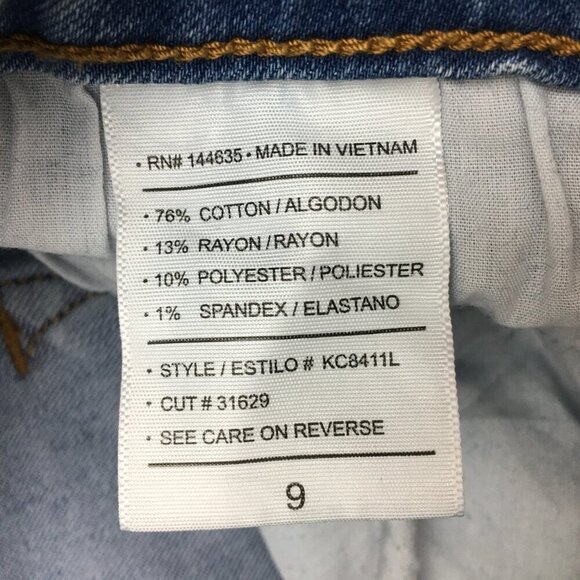 • RN# 144635 • MADE IN VIETNAM
• 76% COTTON / ALGODON
• 13% RAYON / RAYON
• 10% POLYESTER / POLIESTER
• 1% SPANDEX / ELASTANO
• STYLE / ESTILO # KC8411L
• CUT # 31629
• SEE CARE ON REVERSE
9